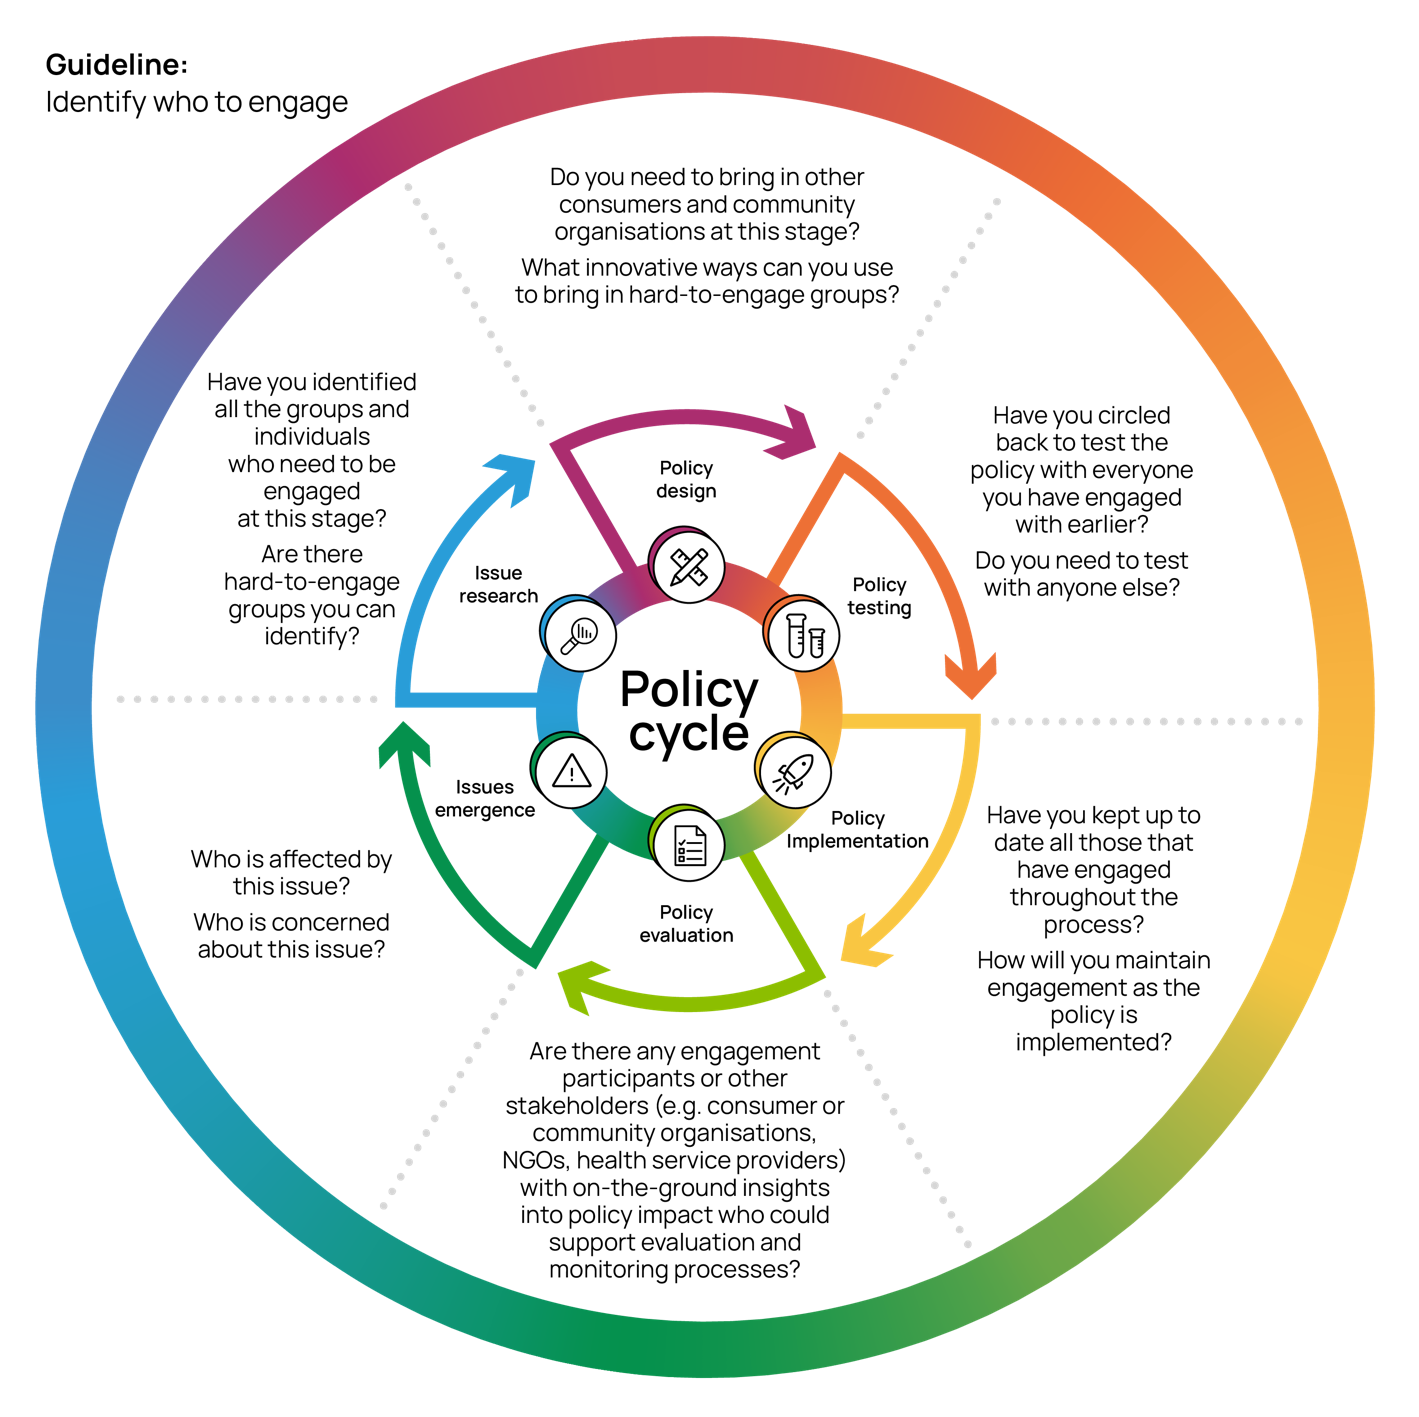 Guideline:
Identify who to engage
Do you need to bring in other
consumers and community
organisations at this stage?
What innovative ways can you use
to bring in hard-to-engage groups?
Have you identified
all the groups and
individuals
who need to be
engaged
at this stage?
Are there
hard-to-engage
groups you can
identify?
Have you circled
back to test the
policy with everyone
you have engaged
with earlier?
Do you need to test
with anyone else?
Policy
design
Issue
research
Policy
testing
Policy
cycle
Issues
emergence
Policy
Implementation
Policy
evaluation
Who is affected by
this issue?
Who is concerned
about this issue?
Have you kept up to
date all those that
have engaged
throughout the
process?
How will you maintain
engagement as the
policy is
implemented?
Are there any engagement
participants or other
stakeholders (e.g. consumer or
community organisations,
NGOs, health service providers)
with on-the-ground insights
into policy impact who could
support evaluation and
monitoring processes?